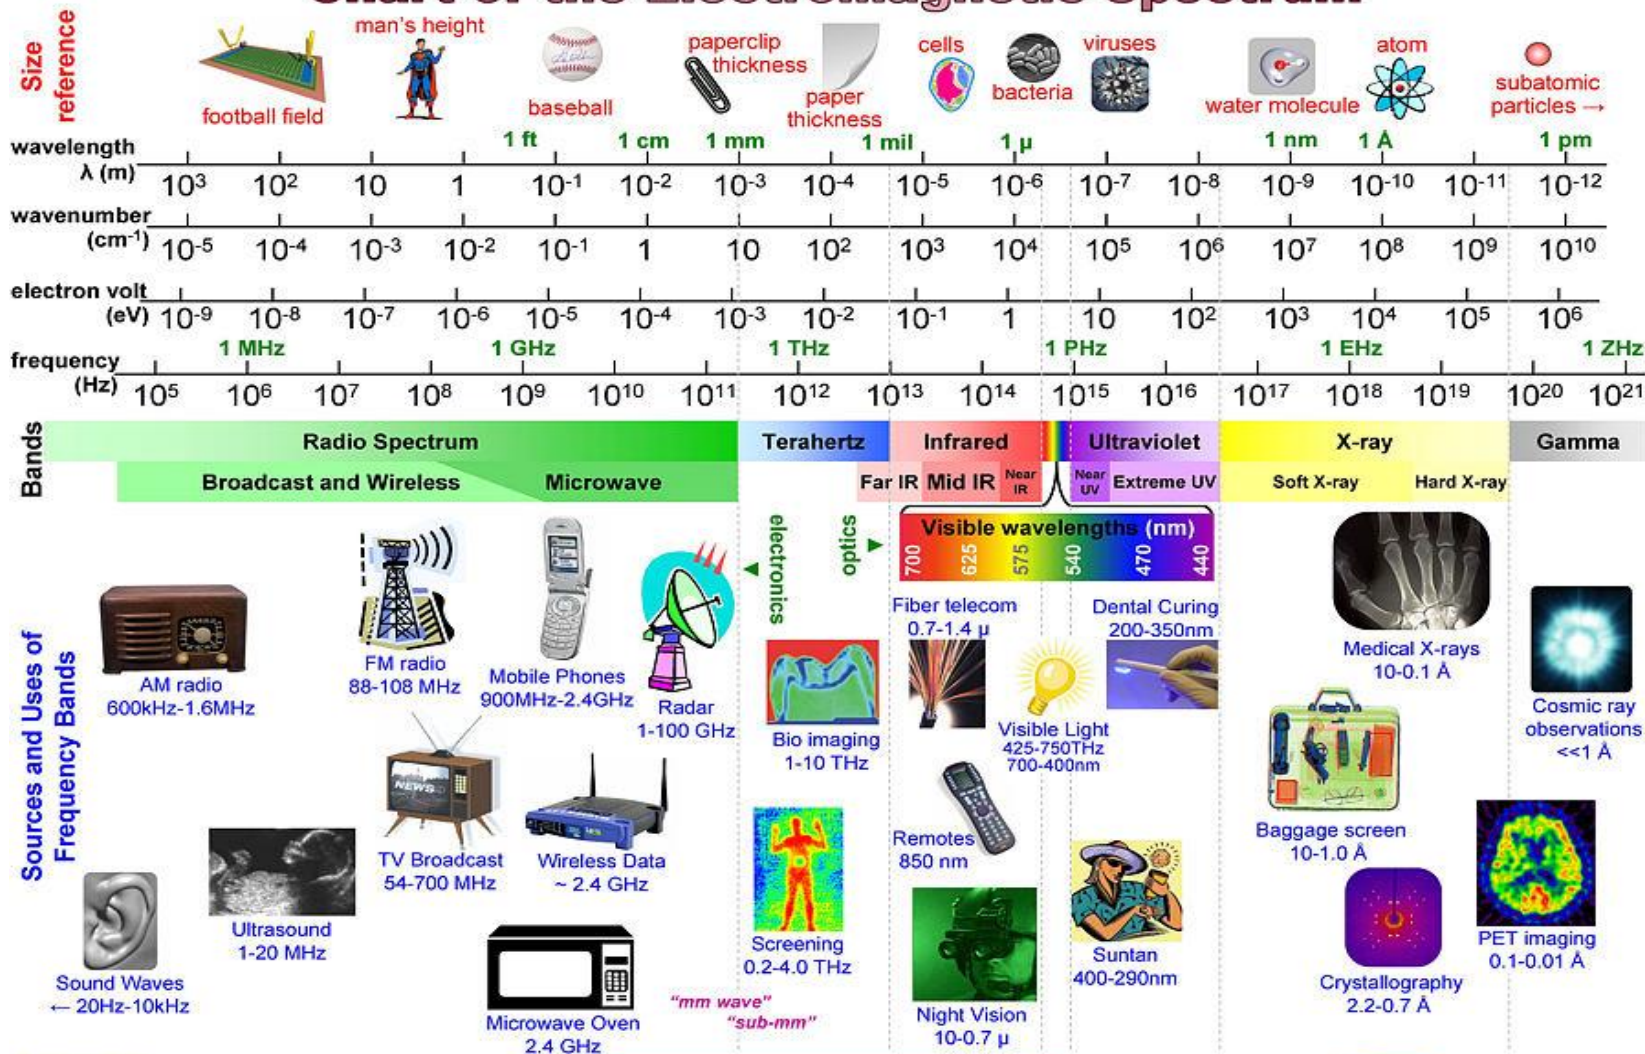 Chart of the Electromagnetic Spectrum
Size
reference
football field
man's height
baseball
paperclip
thickness
paper
thickness
cells
bacteria
viruses
water molecule
atom
subatomic
particles →
wavelength
λ (m)
1 ft 1 cm 1 mm 1 mil 1 µ 1 nm 1 Å 1 pm
10³ 10² 10 1 10⁻¹ 10⁻² 10⁻³ 10⁻⁴ 10⁻⁵ 10⁻⁶ 10⁻⁷ 10⁻⁸ 10⁻⁹ 10⁻¹⁰ 10⁻¹¹ 10⁻¹²
wavenumber
(cm⁻¹) 10⁻⁵ 10⁻⁴ 10⁻³ 10⁻² 10⁻¹ 1 10 10² 10³ 10⁴ 10⁵ 10⁶ 10⁷ 10⁸ 10⁹ 10¹⁰
electron volt
(eV) 10⁻⁹ 10⁻⁸ 10⁻⁷ 10⁻⁶ 10⁻⁵ 10⁻⁴ 10⁻³ 10⁻² 10⁻¹ 1 10 10² 10³ 10⁴ 10⁵ 10⁶
1 MHz 1 GHz 1 THz 1 PHz 1 EHz 1 ZHz
frequency
(Hz) 10⁵ 10⁶ 10⁷ 10⁸ 10⁹ 10¹⁰ 10¹¹ 10¹² 10¹³ 10¹⁴ 10¹⁵ 10¹⁶ 10¹⁷ 10¹⁸ 10¹⁹ 10²⁰ 10²¹
Bands
Radio Spectrum Terahertz Infrared Ultraviolet X-ray Gamma
Broadcast and Wireless Microwave Far IR Mid IR Near IR Near UV Extreme UV Soft X-ray Hard X-ray
electronics
optics
Visible wavelengths (nm)
700 625 575 540 470 440
Sources and Uses of
Frequency Bands
AM radio
600kHz-1.6MHz
FM radio
88-108 MHz
Mobile Phones
900MHz-2.4GHz
Radar
1-100 GHz
Bio imaging
1-10 THz
Fiber telecom
0.7-1.4 µ
Visible Light
425-750THz
700-400nm
Dental Curing
200-350nm
Medical X-rays
10-0.1 Å
Cosmic ray
observations
<<1 Å
Sound Waves
← 20Hz-10kHz
Ultrasound
1-20 MHz
NEWS
TV Broadcast
54-700 MHz
Wireless Data
~ 2.4 GHz
Microwave Oven
2.4 GHz
"mm wave"
"sub-mm"
Screening
0.2-4.0 THz
Remotes
850 nm
Night Vision
10-0.7 µ
Suntan
400-290nm
Baggage screen
10-1.0 Å
Crystallography
2.2-0.7 Å
PET imaging
0.1-0.01 Å